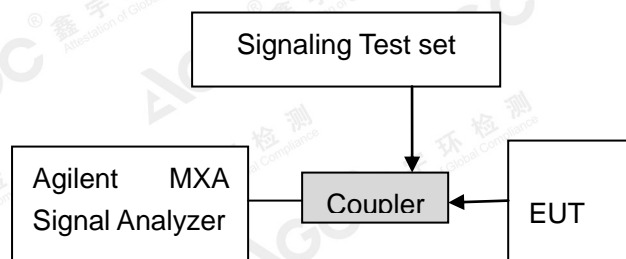 Signaling Test set
Agilent MXA
Signal Analyzer
Coupler
EUT